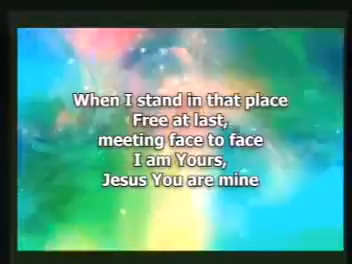 When I stand in that place
Free at last,
meeting face to face
I am Yours,
Jesus You are mine